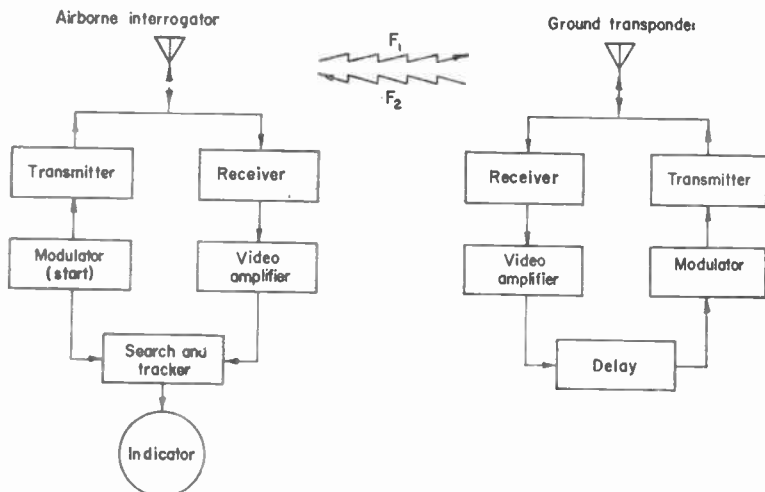 Airborne interrogator
F1
F2
Ground transponder
Transmitter
Receiver
Modulator
(start)
Video
amplifier
Search and
tracker
Indicator
Receiver
Transmitter
Video
amplifier
Modulator
Delay